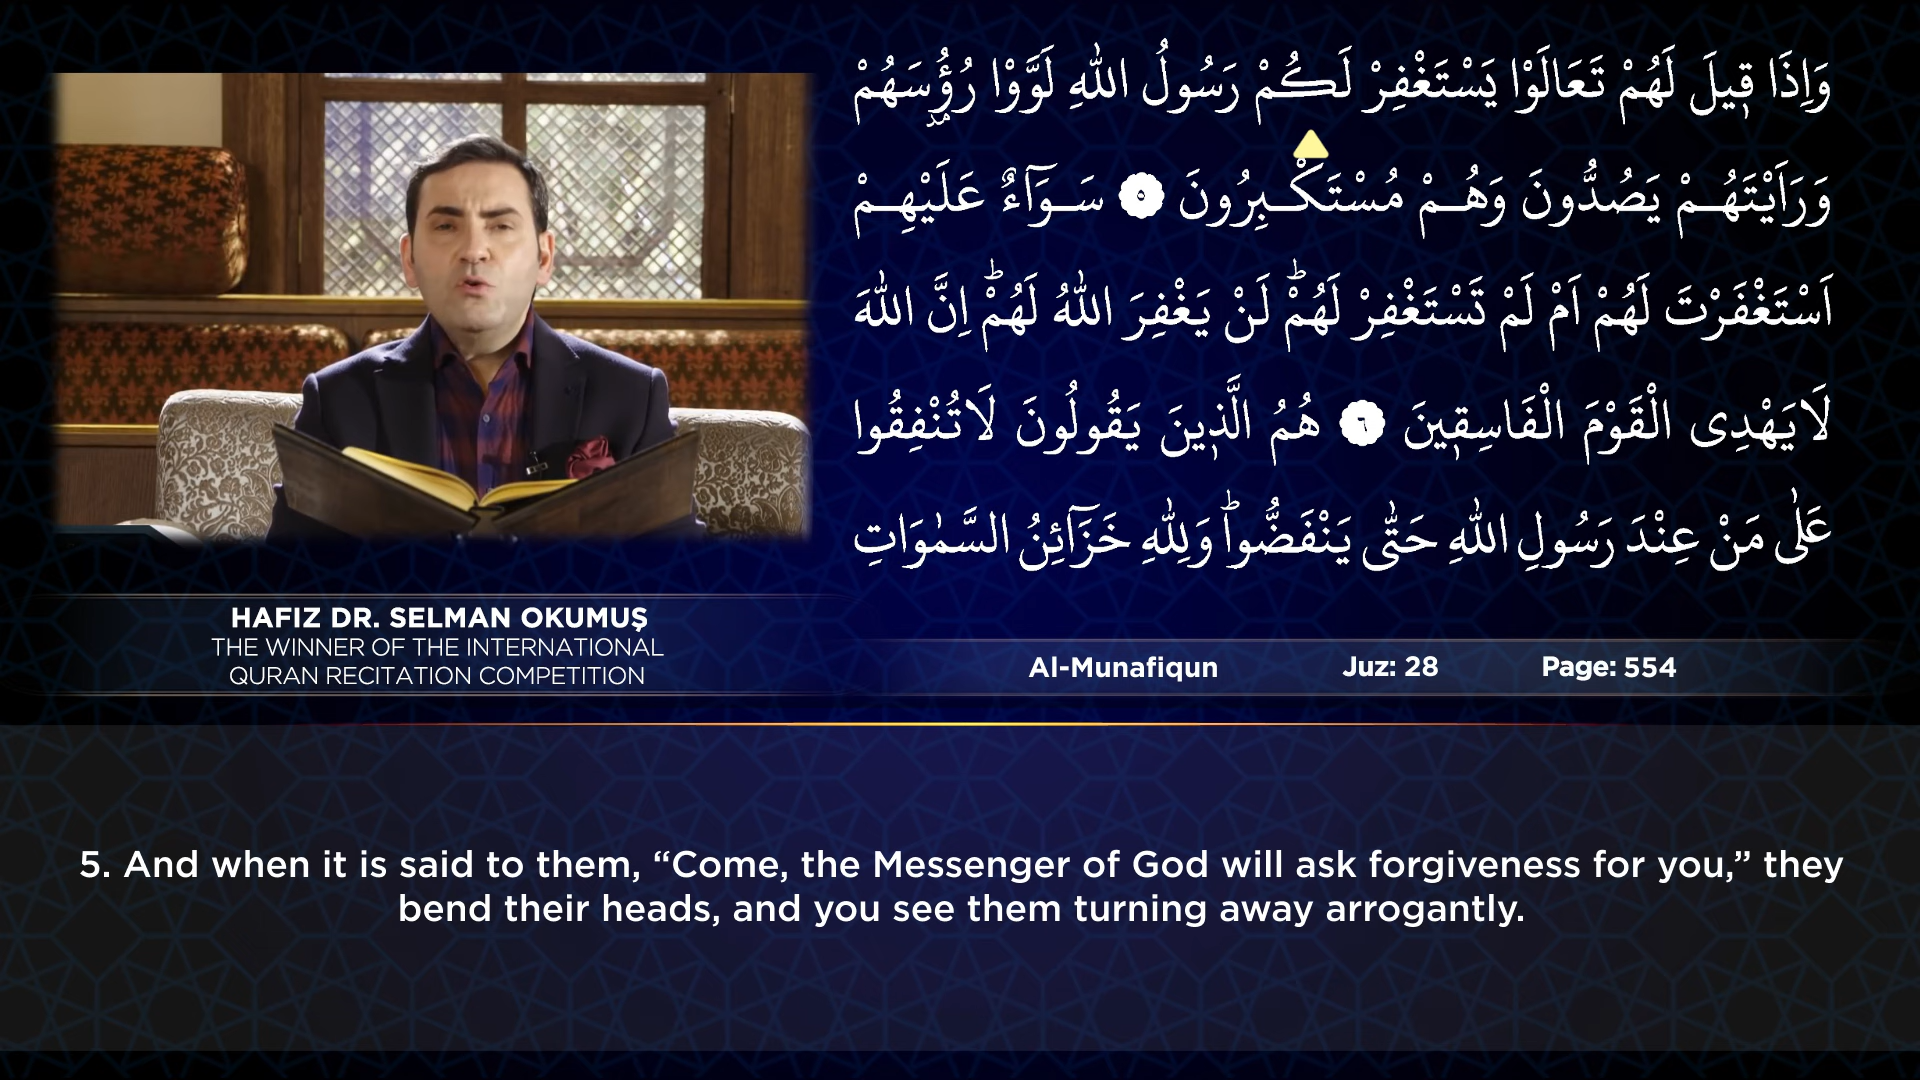 وَاِذَا قٖيلَ لَهُمْ تَعَالَوْا يَسْتَغْفِرْ لَكُمْ رَسُولُ اللّٰهِ لَوَّوْا رُؤُ۫سَهُمْ
وَرَاَيْتَهُمْ يَصُدُّونَ وَهُمْ مُسْتَكْبِرُونَ ٥ سَوَٓاءٌ عَلَيْهِمْ
اَسْتَغْفَرْتَ لَهُمْ اَمْ لَمْ تَسْتَغْفِرْ لَهُمْؕ لَنْ يَغْفِرَ اللّٰهُ لَهُمْؕ اِنَّ اللّٰهَ
لَا يَهْدِى الْقَوْمَ الْفَاسِقٖينَ ٦ هُمُ الَّذٖينَ يَقُولُونَ لَا تُنْفِقُوا
عَلٰى مَنْ عِنْدَ رَسُولِ اللّٰهِ حَتّٰى يَنْفَضُّواؕ وَلِلّٰهِ خَزَٓائِنُ السَّمٰوَاتِ
HAFIZ DR. SELMAN OKUMUŞ
THE WINNER OF THE INTERNATIONAL
QURAN RECITATION COMPETITION
Al-Munafiqun Juz: 28 Page: 554
5. And when it is said to them, “Come, the Messenger of God will ask forgiveness for you,” they
bend their heads, and you see them turning away arrogantly.